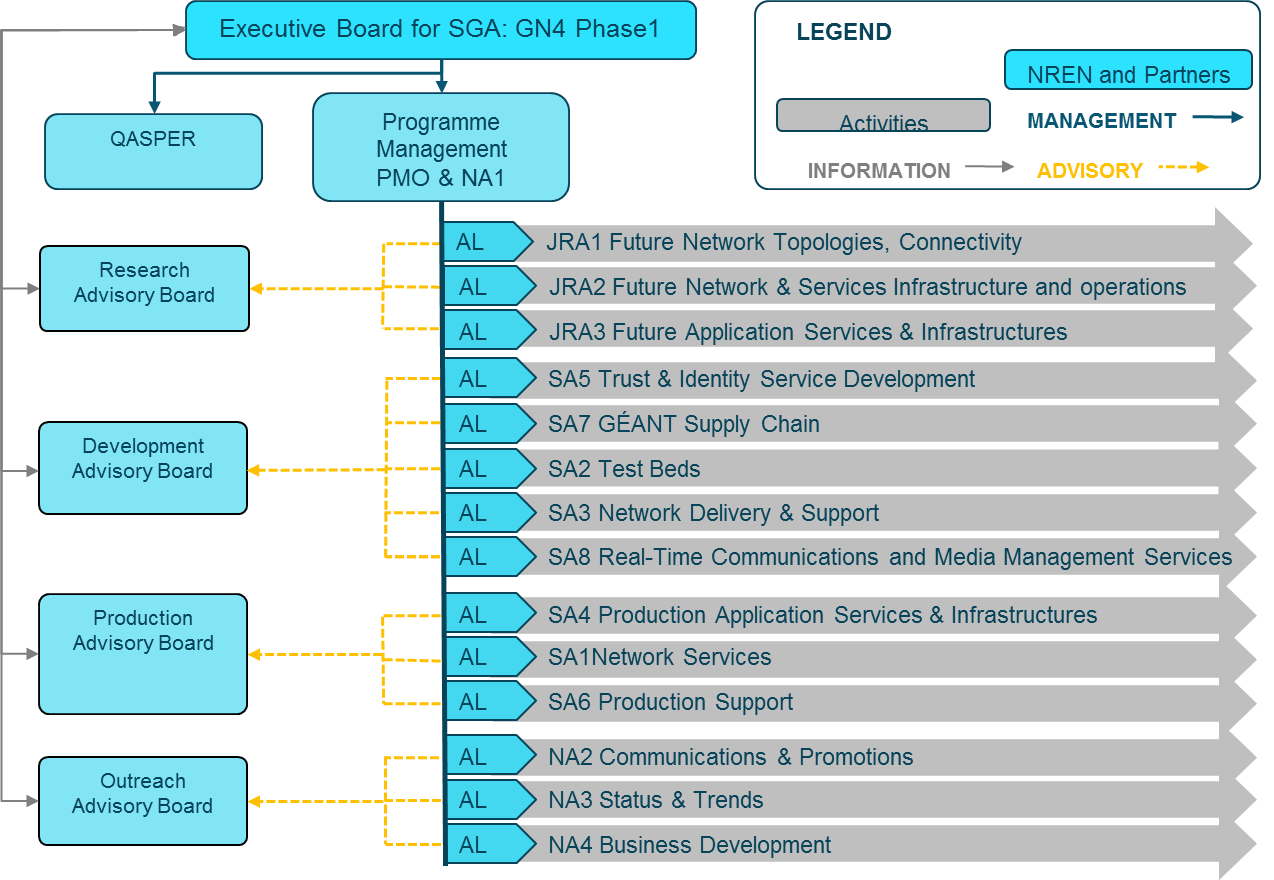 Executive Board for SGA: GN4 Phase1
LEGEND
NREN and Partners
Activities
MANAGEMENT
INFORMATION
ADVISORY
QASPER
Programme
Management
PMO & NA1
Research
Advisory Board
AL JRA1 Future Network Topologies, Connectivity
AL JRA2 Future Network & Services Infrastructure and operations
AL JRA3 Future Application Services & Infrastructures
Development
Advisory Board
AL SA5 Trust & Identity Service Development
AL SA7 GÉANT Supply Chain
AL SA2 Test Beds
AL SA3 Network Delivery & Support
AL SA8 Real-Time Communications and Media Management Services
Production
Advisory Board
AL SA4 Production Application Services & Infrastructures
AL SA1Network Services
AL SA6 Production Support
Outreach
Advisory Board
AL NA2 Communications & Promotions
AL NA3 Status & Trends
AL NA4 Business Development